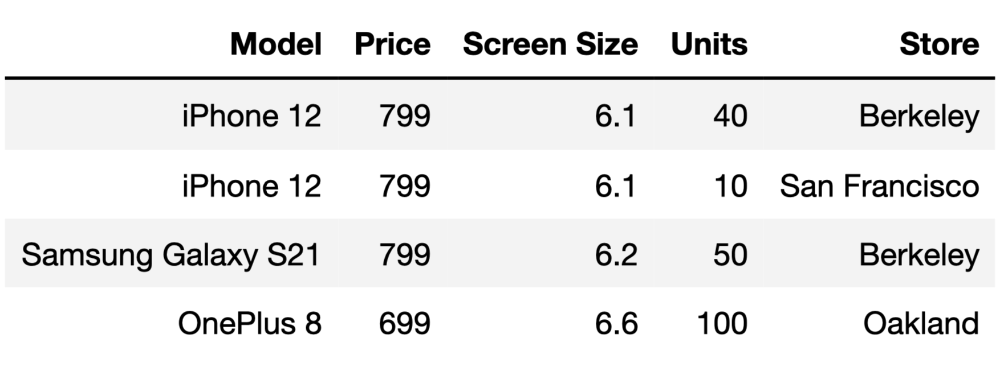 Model Price Screen Size Units Store
iPhone 12 799 6.1 40 Berkeley
iPhone 12 799 6.1 10 San Francisco
Samsung Galaxy S21 799 6.2 50 Berkeley
OnePlus 8 699 6.6 100 Oakland